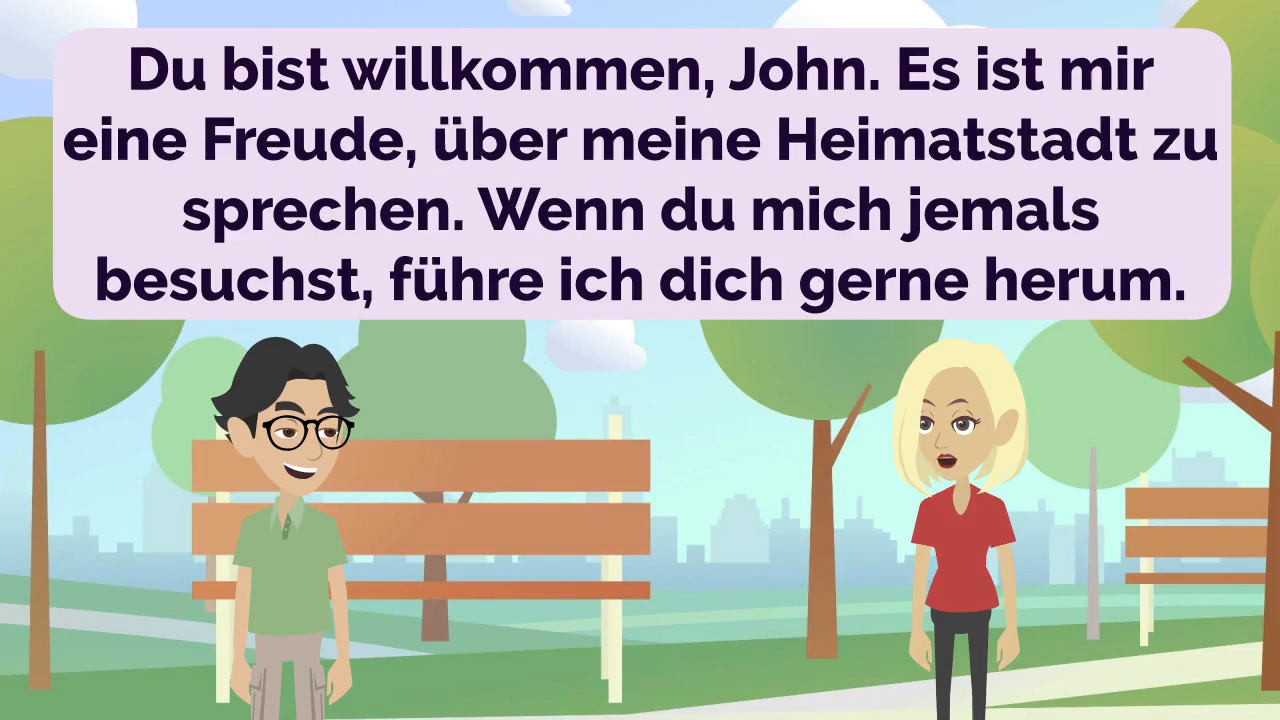 Du bist willkommen, John. Es ist mir
eine Freude, über meine Heimatstadt zu
sprechen. Wenn du mich jemals
besuchst, führe ich dich gerne herum.